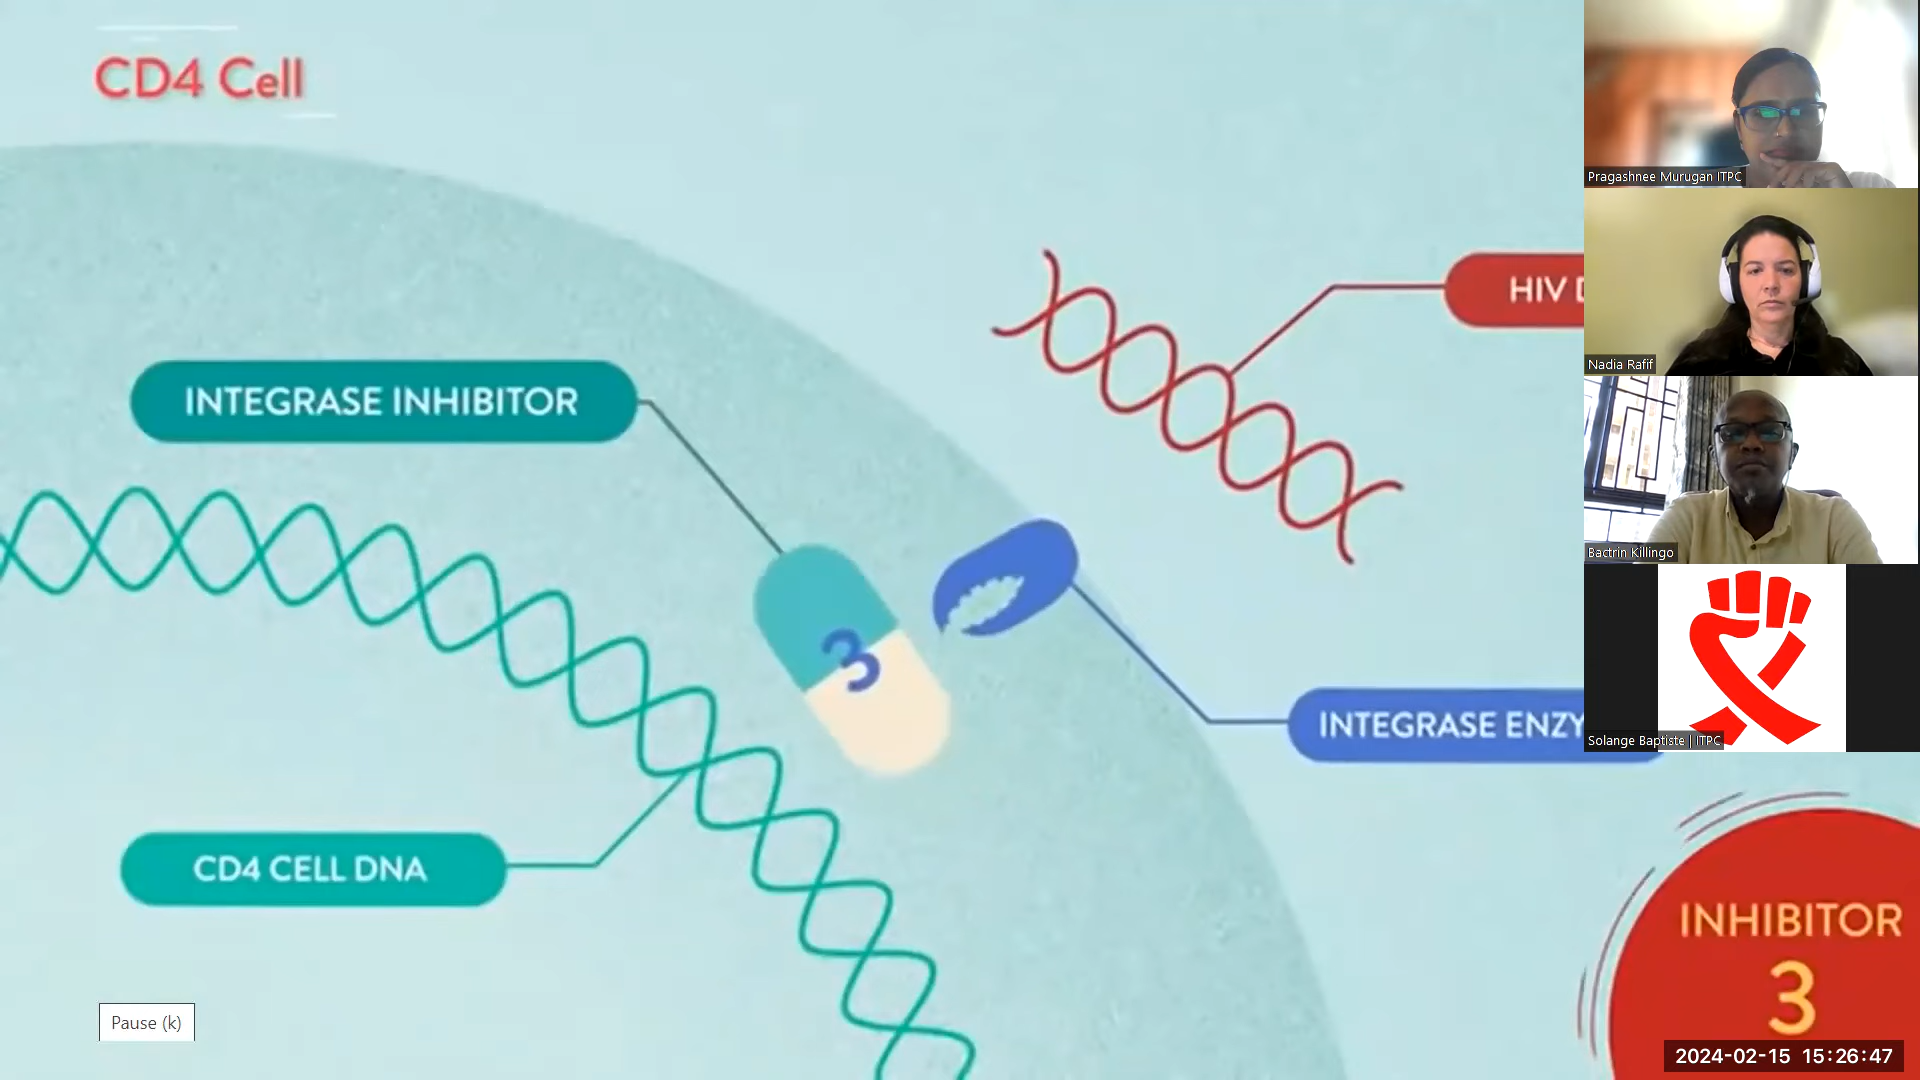 CD4 Cell
Pragashnee Murugan ITPC
HIV
Nadia Rafif
INTEGRASE INHIBITOR
3
Bactrin Killingo
INTEGRASE ENZY
Solange Baptiste | ITPC
CD4 CELL DNA
INHIBITOR
3
Pause (k)
2024-02-15 15:26:47